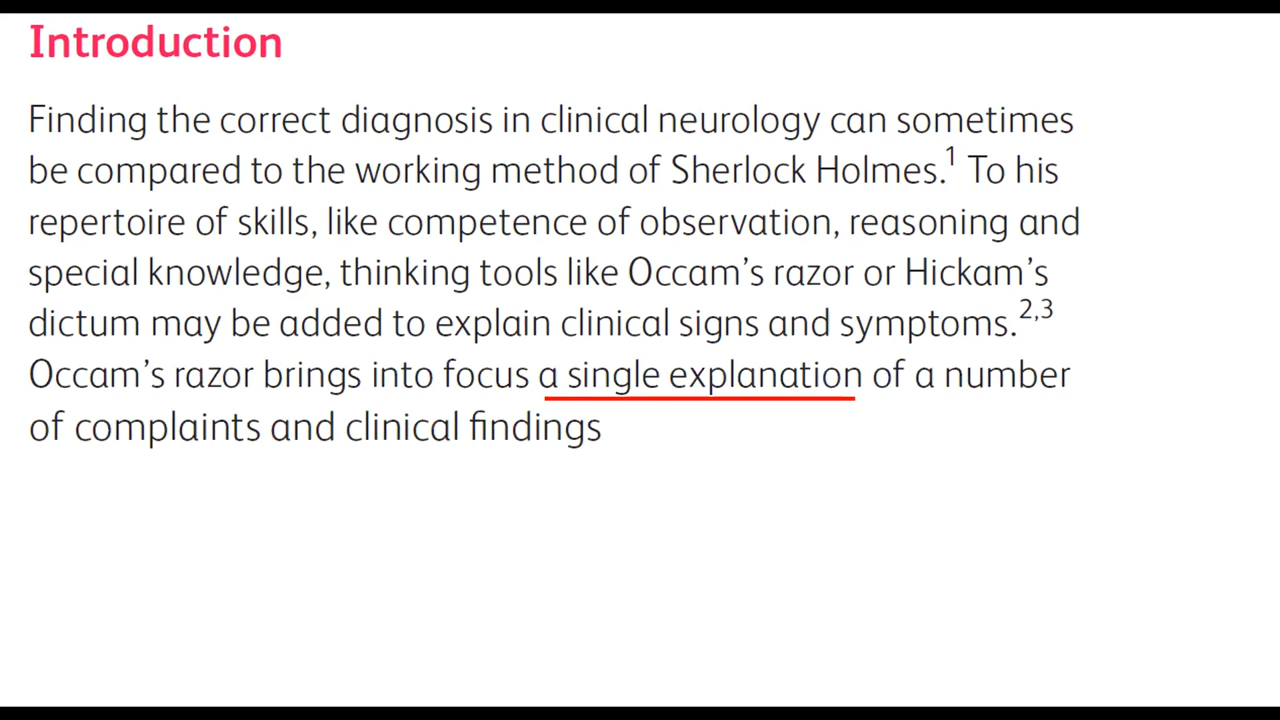 Introduction
Finding the correct diagnosis in clinical neurology can sometimes
be compared to the working method of Sherlock Holmes.¹ To his
repertoire of skills, like competence of observation, reasoning and
special knowledge, thinking tools like Occam’s razor or Hickam’s
dictum may be added to explain clinical signs and symptoms.²,³
Occam’s razor brings into focus a single explanation of a number
of complaints and clinical findings